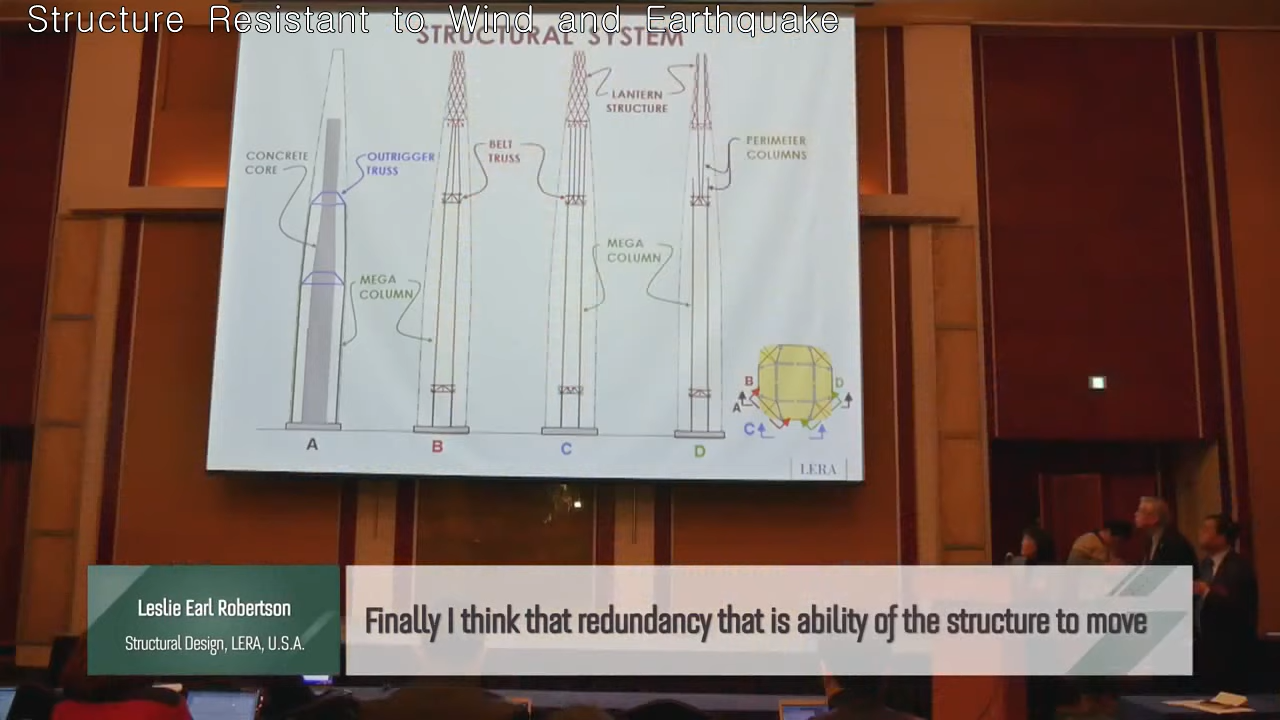 Structure Resistant to Wind and Earthquake
STRUCTURAL SYSTEM
LANTERN
STRUCTURE
CONCRETE
CORE
OUTRIGGER
TRUSS
BELT
TRUSS
PERIMETER
COLUMNS
MEGA
COLUMN
MEGA
COLUMN
A
B
C
D
B
A
C
D
LERA
Leslie Earl Robertson
Structural Design, LERA, U.S.A.
Finally I think that redundancy that is ability of the structure to move